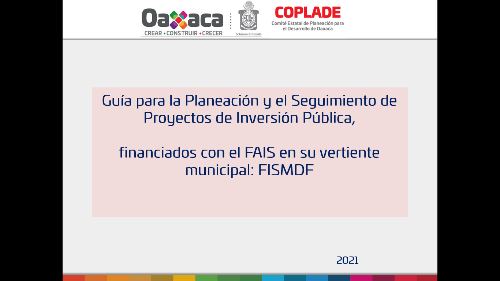 Oaxaca
CREAR • CONSTRUIR • CRECER
COPLADE
Comité Estatal de Planeación para
el Desarrollo de Oaxaca
Guía para la Planeación y el Seguimiento de
Proyectos de Inversión Pública,
financiados con el FAIS en su vertiente
municipal: FISMDF
2021